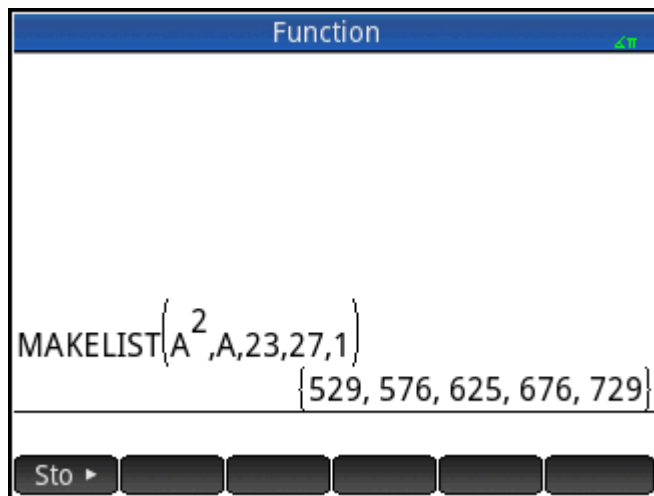 Function
∡π
MAKELIST(A²,A,23,27,1)
{529, 576, 625, 676, 729}
Sto ▸